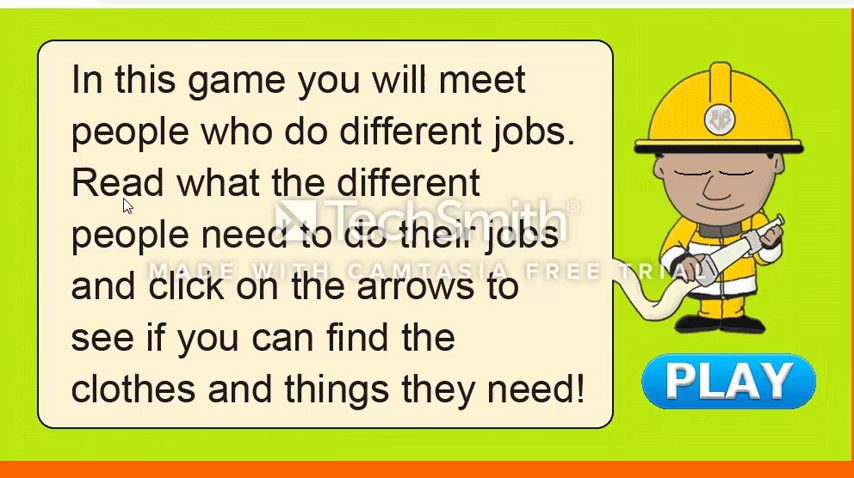 In this game you will meet
people who do different jobs.
Read what the different
TechSmith®
people need to do their jobs
MADE WITH CAMTASIA FREE TRIAL
and click on the arrows to
see if you can find the
clothes and things they need!
PLAY